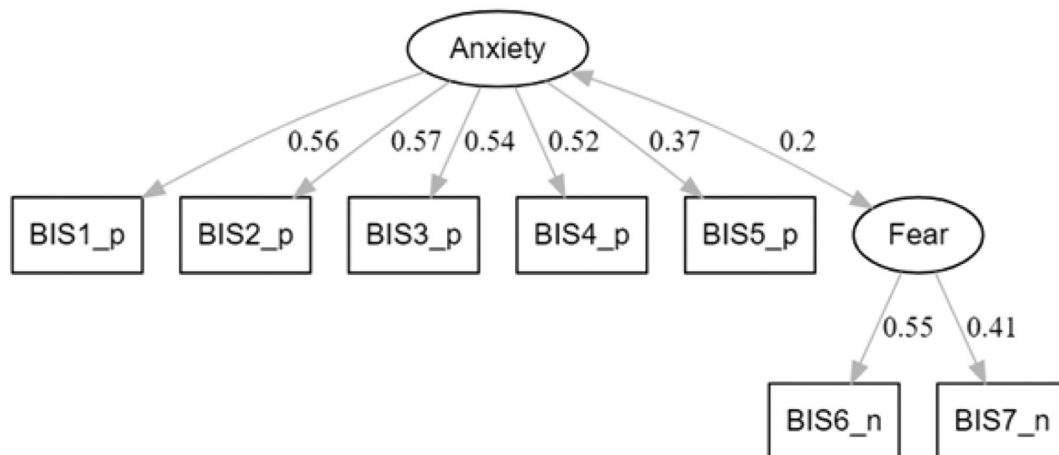 Anxiety
0.56 0.57 0.54 0.52 0.37 0.2
BIS1_p BIS2_p BIS3_p BIS4_p BIS5_p Fear
0.55 0.41
BIS6_n BIS7_n